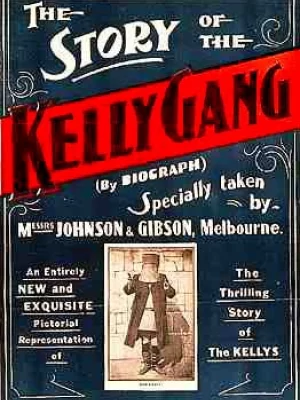 THE
STORY OF
THE
KELLY GANG
(By BIOGRAPH)
Specially taken
by
MESSRS JOHNSON & GIBSON, Melbourne.
An Entirely
NEW and
EXQUISITE
Pictorial
Representation
of
The
Thrilling
Story
of
The KELLYS